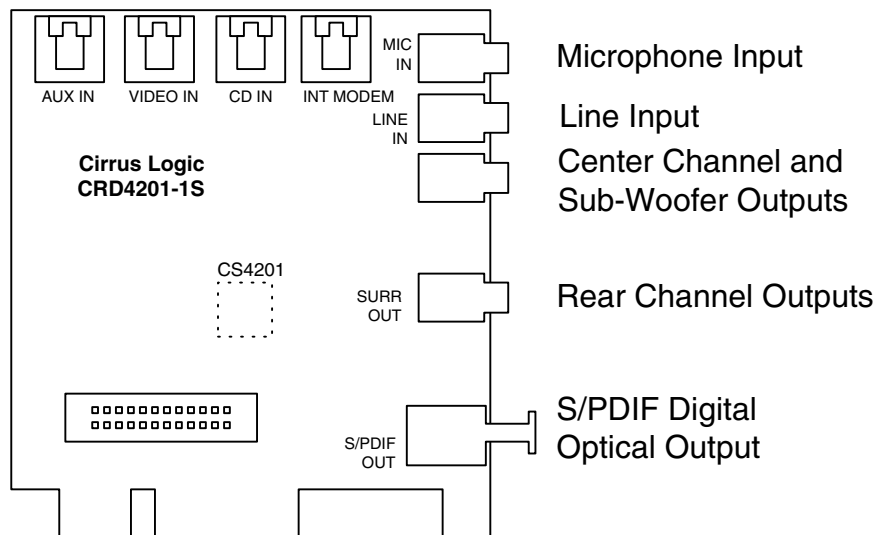 AUX IN
VIDEO IN
CD IN
INT MODEM
MIC
IN
Microphone Input
LINE
IN
Line Input
Center Channel and
Sub-Woofer Outputs
Cirrus Logic
CRD4201-1S
CS4201
SURR
OUT
Rear Channel Outputs
S/PDIF
OUT
S/PDIF Digital
Optical Output